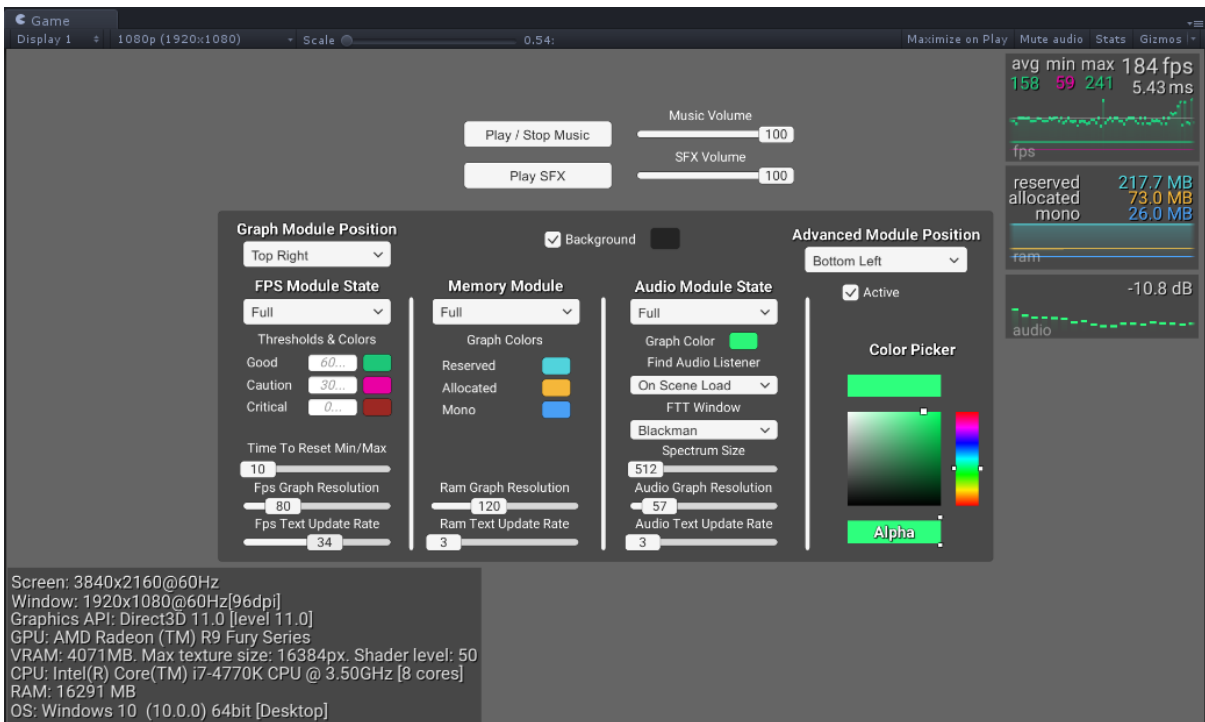 Game
Display 1 1080p (1920x1080) Scale 0.54: Maximize on Play Mute audio Stats Gizmos
avg min max 184 fps
158 59 241 5.43 ms
fps
reserved 217.7 MB
allocated 73.0 MB
mono 26.0 MB
ram
-10.8 dB
audio
Music Volume
Play / Stop Music 100
SFX Volume
Play SFX 100
Graph Module Position
Top Right
Background
Advanced Module Position
Bottom Left
Active
FPS Module State
Full
Thresholds & Colors
Good 60...
Caution 30...
Critical 0...
Time To Reset Min/Max
10
Fps Graph Resolution
80
Fps Text Update Rate
34
Memory Module
Full
Graph Colors
Reserved
Allocated
Mono
Ram Graph Resolution
120
Ram Text Update Rate
3
Audio Module State
Full
Graph Color
Find Audio Listener
On Scene Load
FTT Window
Blackman
Spectrum Size
512
Audio Graph Resolution
57
Audio Text Update Rate
3
Color Picker
Alpha
Screen: 3840x2160@60Hz
Window: 1920x1080@60Hz[96dpi]
Graphics API: Direct3D 11.0 [level 11.0]
GPU: AMD Radeon (TM) R9 Fury Series
VRAM: 4071MB. Max texture size: 16384px. Shader level: 50
CPU: Intel(R) Core(TM) i7-4770K CPU @ 3.50GHz [8 cores]
RAM: 16291 MB
OS: Windows 10 (10.0.0) 64bit [Desktop]